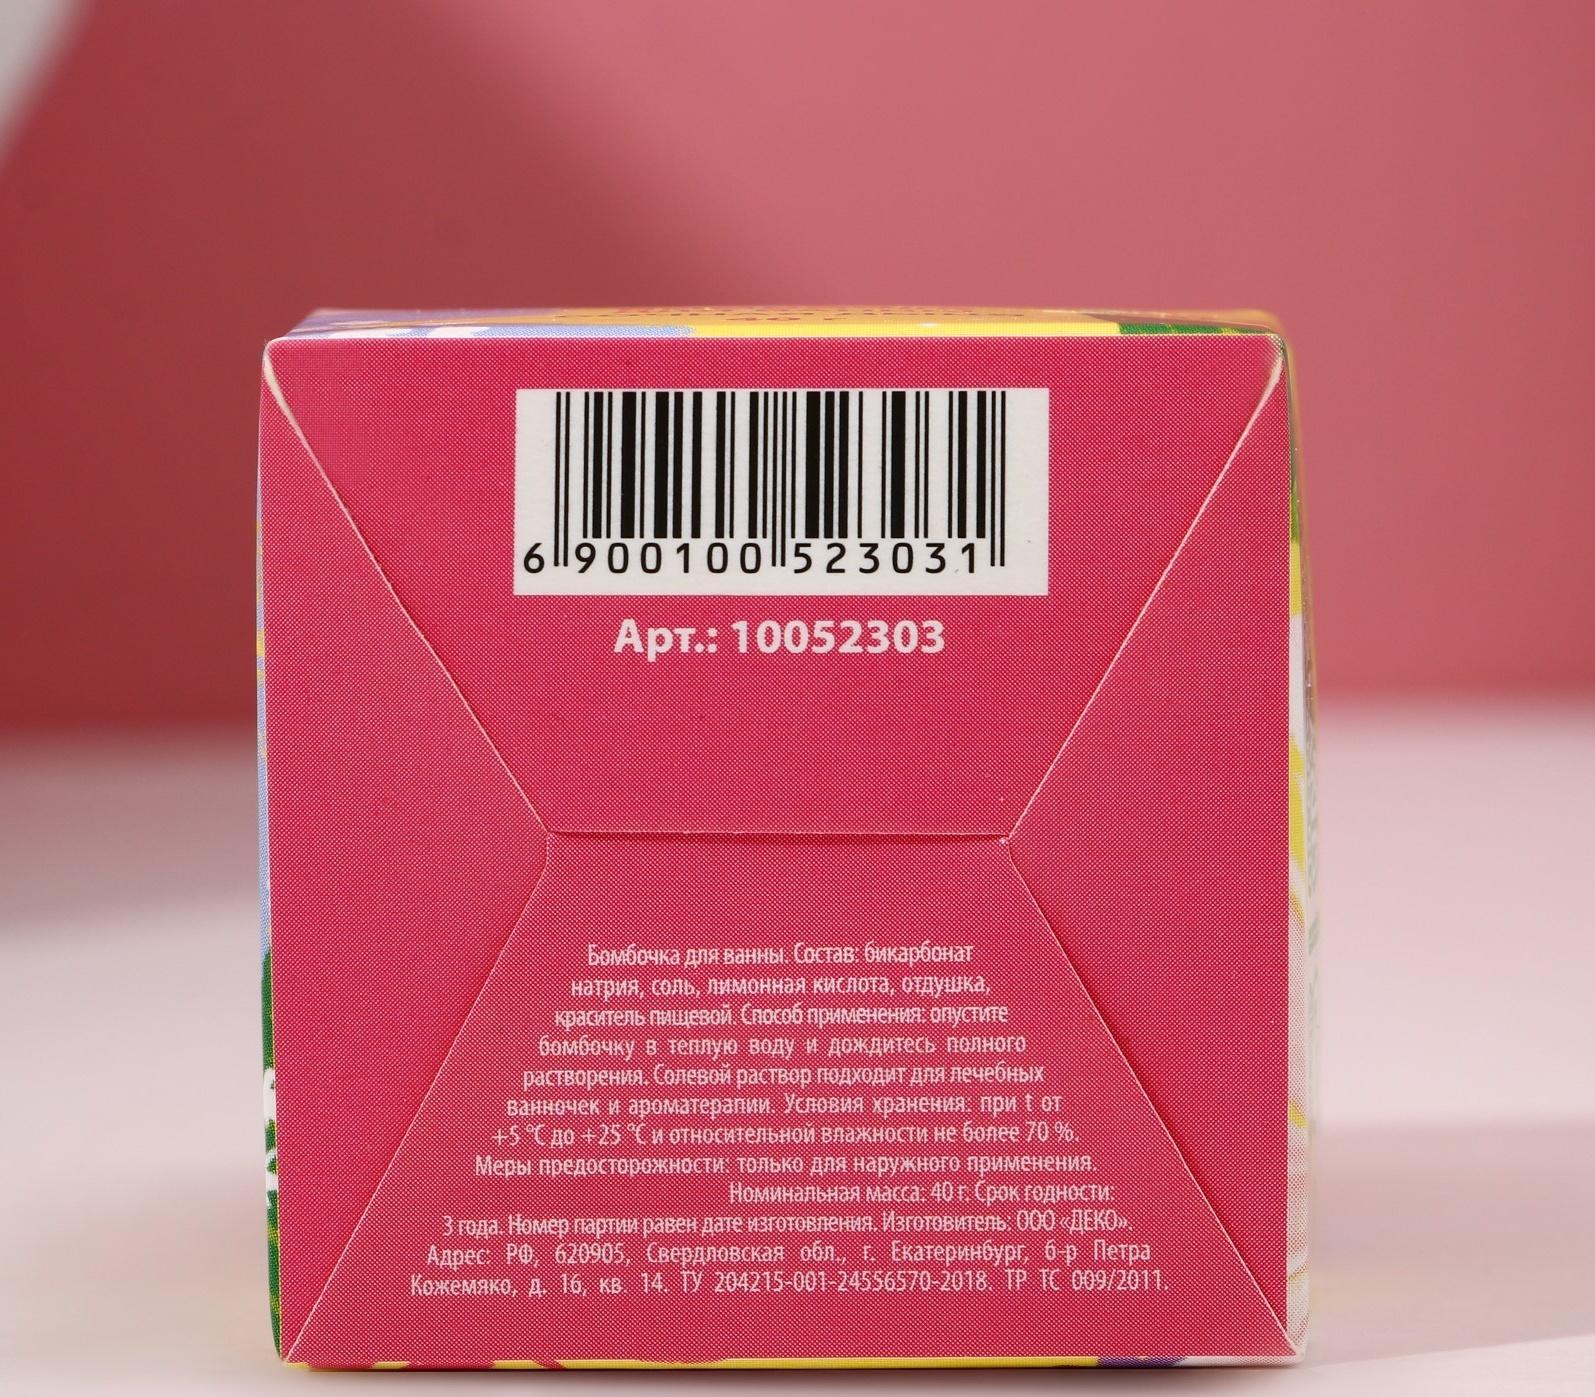 40 г
6 900100 523031
Арт.: 10052303
Бомбочка для ванны. Состав: бикарбонат
натрия, соль, лимонная кислота, отдушка,
краситель пищевой. Способ применения: опустите
бомбочку в теплую воду и дождитесь полного
растворения. Солевой раствор подходит для лечебных
ванночек и ароматерапии. Условия хранения: при t от
+5 °С до +25 °С и относительной влажности не более 70 %.
Меры предосторожности: только для наружного применения.
Номинальная масса: 40 г. Срок годности:
3 года. Номер партии равен дате изготовления. Изготовитель: ООО «ДЕКО».
Адрес: РФ, 620905, Свердловская обл., г. Екатеринбург, б-р Петра
Кожемяко, д. 16, кв. 14. ТУ 204215-001-24556570-2018. ТР ТС 009/2011.